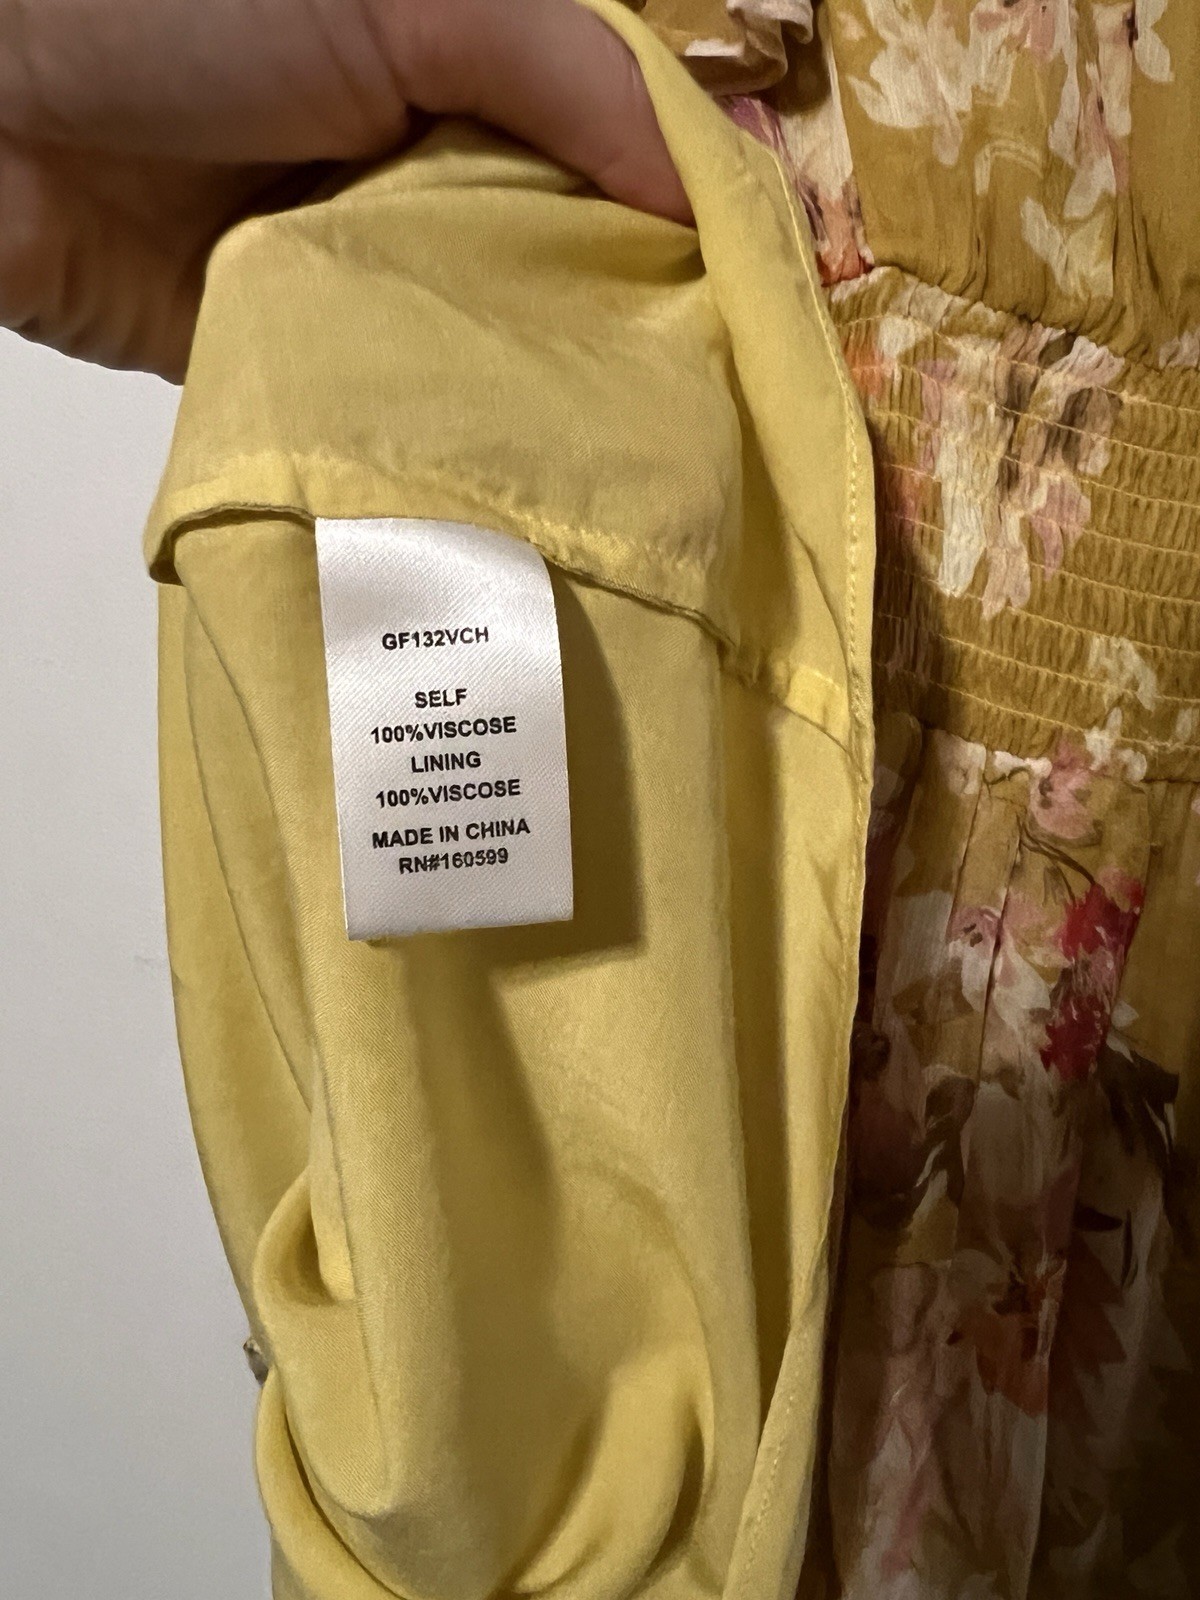 GF132VCH
SELF
100%VISCOSE
LINING
100%VISCOSE
MADE IN CHINA
RN#160599